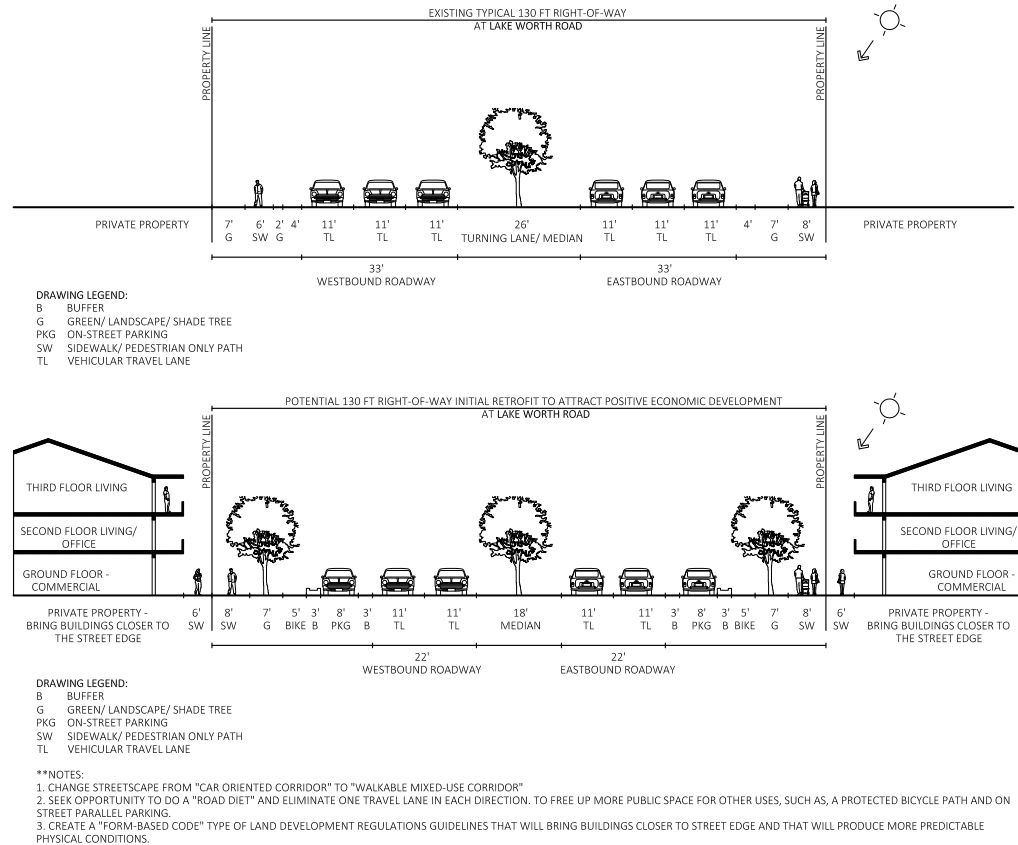 EXISTING TYPICAL 130 FT RIGHT-OF-WAY
AT LAKE WORTH ROAD
PROPERTY LINE
PROPERTY LINE
PRIVATE PROPERTY
7' 6' 2' 4' 11' 11' 11' 26' 11' 11' 11' 4' 7' 8'
G SW G TL TL TL TURNING LANE/ MEDIAN TL TL TL G SW
PRIVATE PROPERTY
33' 33'
WESTBOUND ROADWAY EASTBOUND ROADWAY
DRAWING LEGEND:
B BUFFER
G GREEN/ LANDSCAPE/ SHADE TREE
PKG ON-STREET PARKING
SW SIDEWALK/ PEDESTRIAN ONLY PATH
TL VEHICULAR TRAVEL LANE
POTENTIAL 130 FT RIGHT-OF-WAY INITIAL RETROFIT TO ATTRACT POSITIVE ECONOMIC DEVELOPMENT
AT LAKE WORTH ROAD
PROPERTY LINE
PROPERTY LINE
THIRD FLOOR LIVING
SECOND FLOOR LIVING/
OFFICE
GROUND FLOOR -
COMMERCIAL
THIRD FLOOR LIVING
SECOND FLOOR LIVING/
OFFICE
GROUND FLOOR -
COMMERCIAL
PRIVATE PROPERTY -
BRING BUILDINGS CLOSER TO
THE STREET EDGE
6' 8' 7' 5' 3' 8' 3' 11' 11' 18' 11' 11' 3' 8' 3' 5' 7' 8' 6'
SW SW G BIKE B PKG B TL TL MEDIAN TL TL B PKG B BIKE G SW SW
PRIVATE PROPERTY -
BRING BUILDINGS CLOSER TO
THE STREET EDGE
22' 22'
WESTBOUND ROADWAY EASTBOUND ROADWAY
DRAWING LEGEND:
B BUFFER
G GREEN/ LANDSCAPE/ SHADE TREE
PKG ON-STREET PARKING
SW SIDEWALK/ PEDESTRIAN ONLY PATH
TL VEHICULAR TRAVEL LANE
**NOTES:
1. CHANGE STREETSCAPE FROM "CAR ORIENTED CORRIDOR" TO "WALKABLE MIXED-USE CORRIDOR"
2. SEEK OPPORTUNITY TO DO A "ROAD DIET" AND ELIMINATE ONE TRAVEL LANE IN EACH DIRECTION. TO FREE UP MORE PUBLIC SPACE FOR OTHER USES, SUCH AS, A PROTECTED BICYCLE PATH AND ON
STREET PARALLEL PARKING.
3. CREATE A "FORM-BASED CODE" TYPE OF LAND DEVELOPMENT REGULATIONS GUIDELINES THAT WILL BRING BUILDINGS CLOSER TO STREET EDGE AND THAT WILL PRODUCE MORE PREDICTABLE
PHYSICAL CONDITIONS.